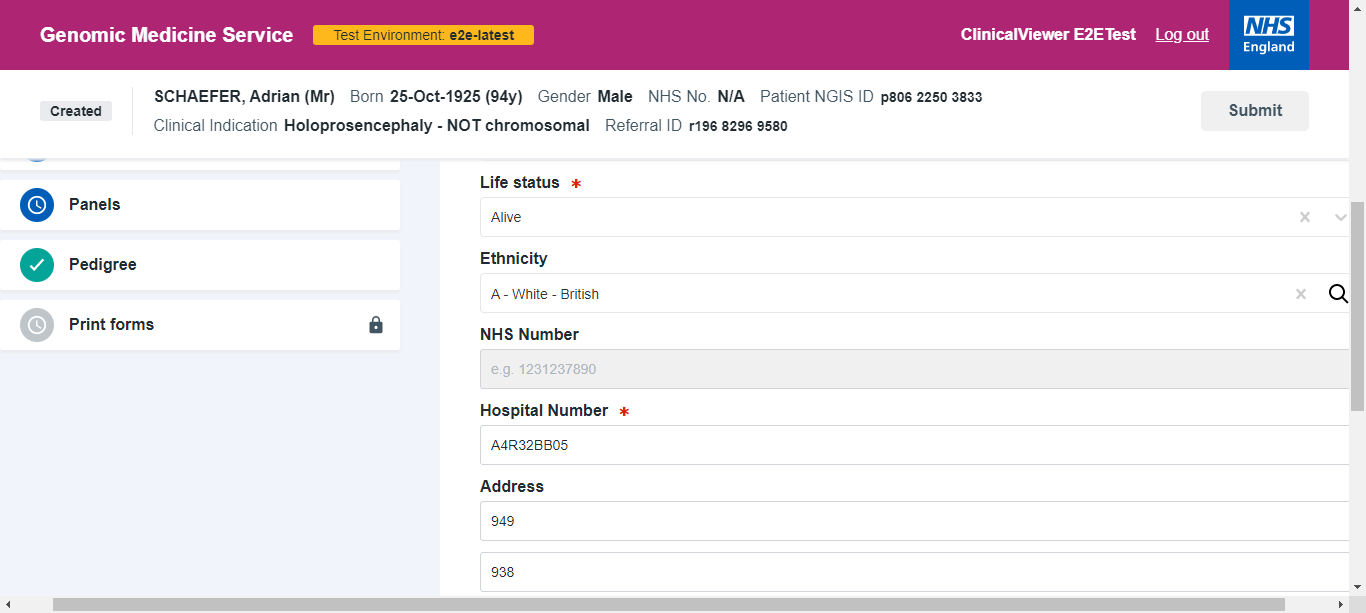 Genomic Medicine Service
Test Environment: e2e-latest
ClinicalViewer E2ETest
Log out
NHS
England
Created
SCHAEFER, Adrian (Mr) Born 25-Oct-1925 (94y) Gender Male NHS No. N/A Patient NGIS ID p806 2250 3833
Clinical Indication Holoprosencephaly - NOT chromosomal Referral ID r196 8296 9580
Submit
Panels
Pedigree
Print forms
Life status *
Alive
Ethnicity
A - White - British
NHS Number
e.g. 1231237890
Hospital Number *
A4R32BB05
Address
949
938